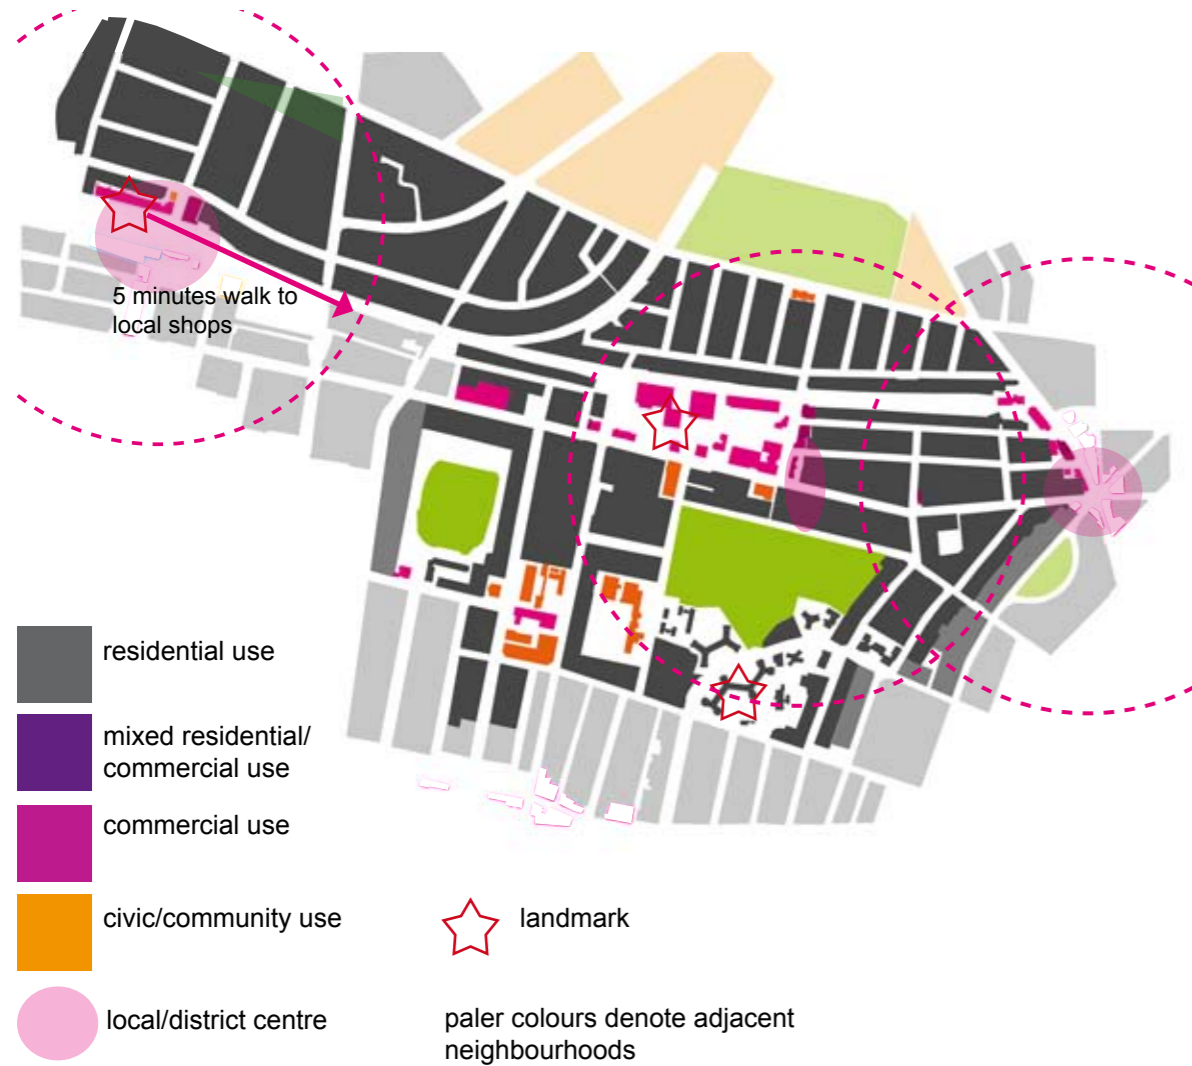 5 minutes walk to
local shops
residential use
mixed residential/
commercial use
commercial use
civic/community use
landmark
local/district centre
paler colours denote adjacent
neighbourhoods